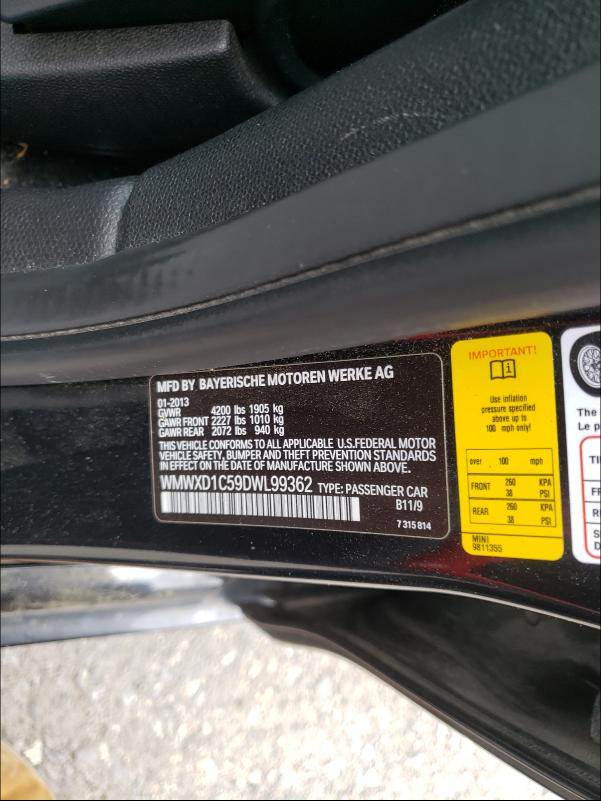 MFD BY BAYERISCHE MOTOREN WERKE AG
01-2013
GVWR 4200 lbs 1905 kg
GAWR FRONT 2227 lbs 1010 kg
GAWR REAR 2072 lbs 940 kg
THIS VEHICLE CONFORMS TO ALL APPLICABLE U.S.FEDERAL MOTOR
VEHICLE SAFETY, BUMPER AND THEFT PREVENTION STANDARDS
IN EFFECT ON THE DATE OF MANUFACTURE SHOWN ABOVE.
WMWXD1C59DWL99362 TYPE: PASSENGER CAR
B11/9
7 315 814
IMPORTANT!
Use inflation
pressure specified
above up to
100 mph only!
over 100 mph
FRONT 260 KPA
38 PSI
REAR 260 KPA
38 PSI
MINI
9811355
The
Le p